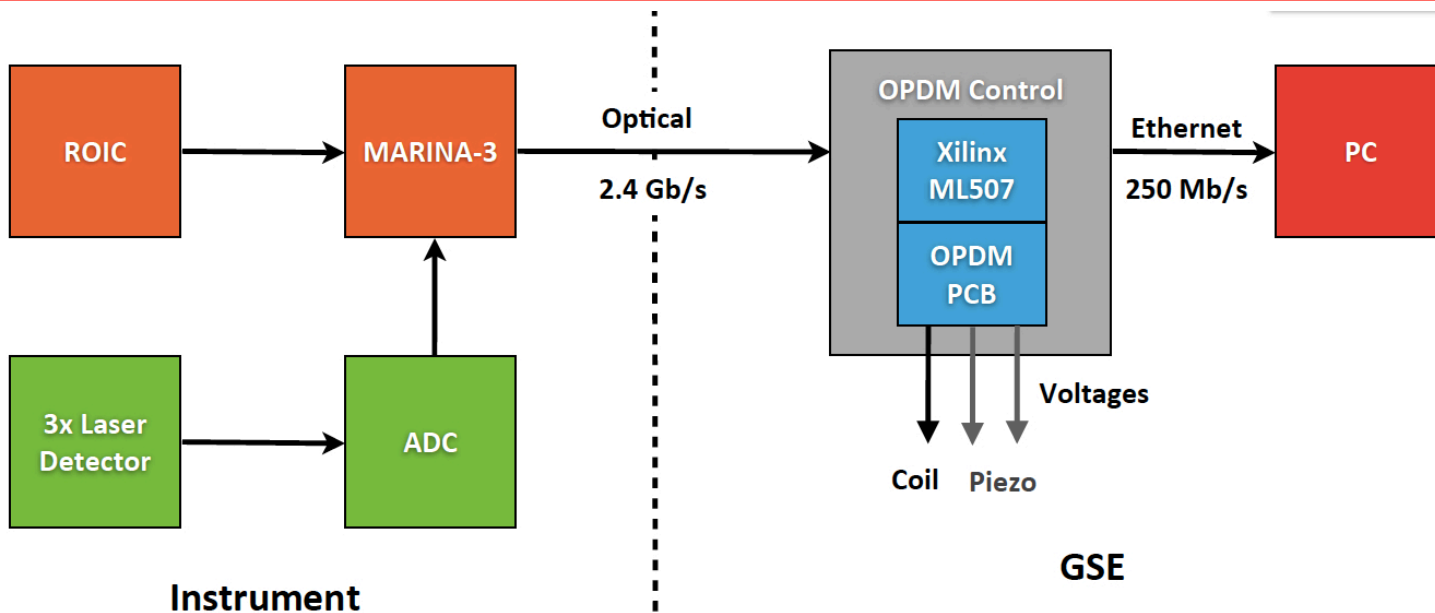 ROIC
MARINA-3
Optical
2.4 Gb/s
OPDM Control
Xilinx
ML507
OPDM
PCB
Ethernet
250 Mb/s
PC
3x Laser
Detector
ADC
Voltages
Coil
Piezo
Instrument
GSE